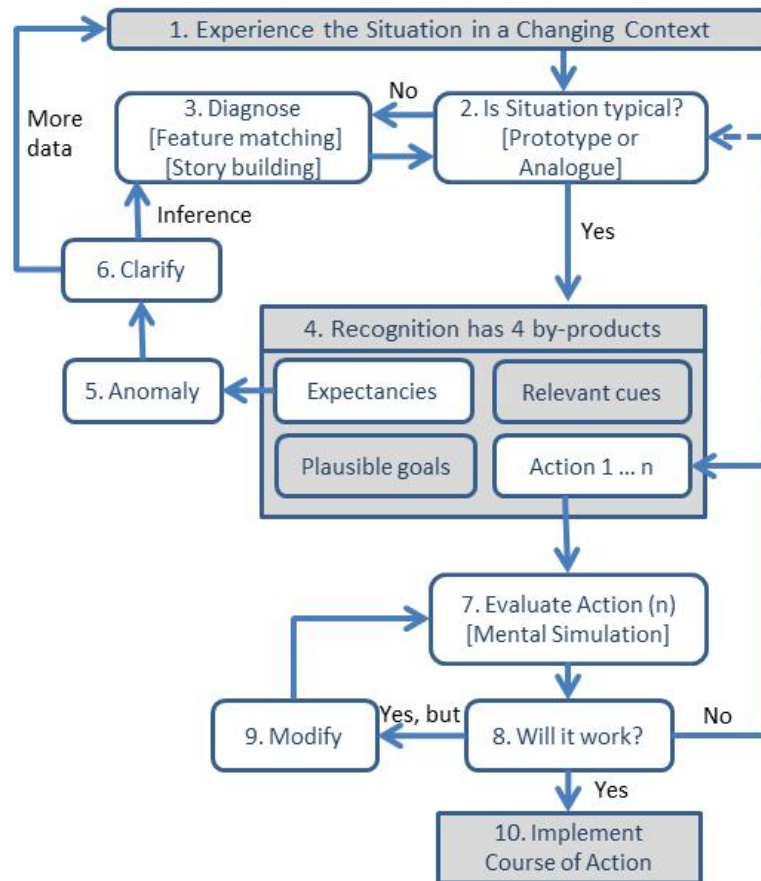 1. Experience the Situation in a Changing Context
No
More
data
3. Diagnose
[Feature matching]
[Story building]
2. Is Situation typical?
[Prototype or
Analogue]
Inference
Yes
6. Clarify
4. Recognition has 4 by-products
5. Anomaly
Expectancies
Relevant cues
Plausible goals
Action 1 ... n
7. Evaluate Action (n)
[Mental Simulation]
Yes, but
No
9. Modify
8. Will it work?
Yes
10. Implement
Course of Action